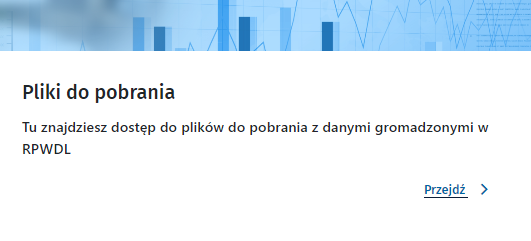 Pliki do pobrania
Tu znajdziesz dostęp do plików do pobrania z danymi gromadzonymi w
RPWDL
Przejdź